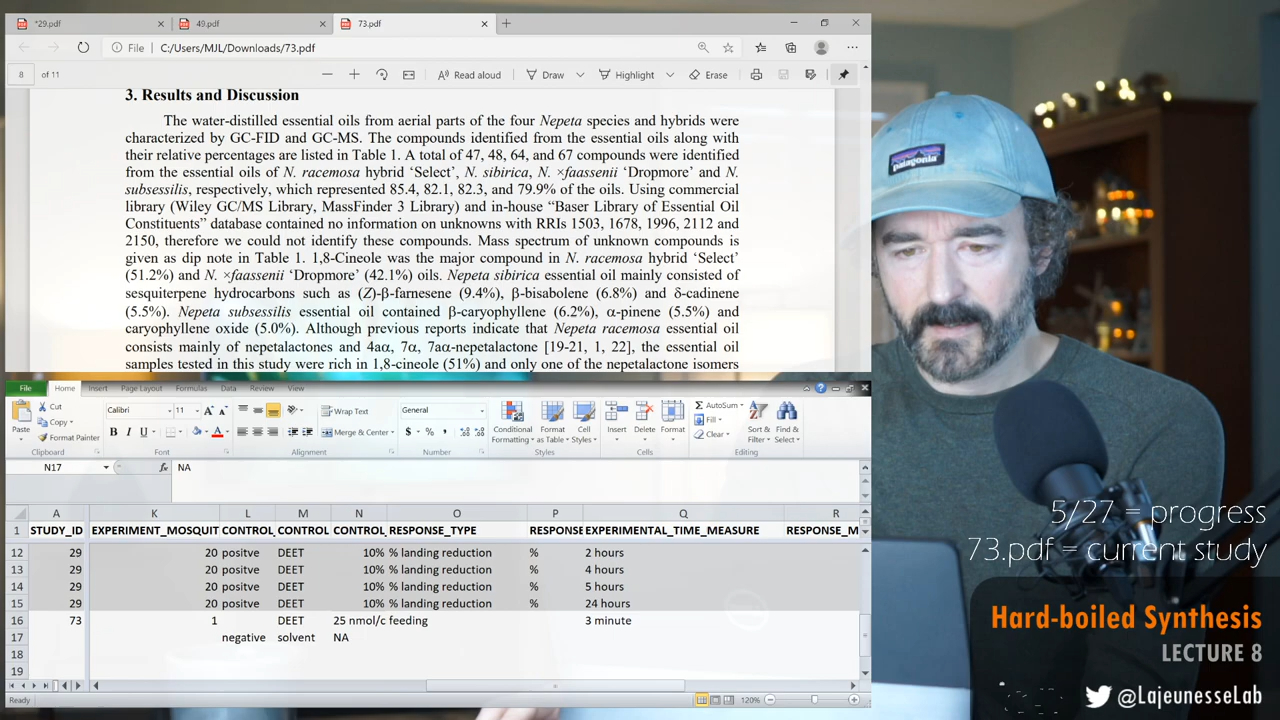 *29.pdf
49.pdf
73.pdf
File C:/Users/MJL/Downloads/73.pdf
8 of 11
Read aloud Draw Highlight Erase
3. Results and Discussion
The water-distilled essential oils from aerial parts of the four Nepeta species and hybrids were
characterized by GC-FID and GC-MS. The compounds identified from the essential oils along with
their relative percentages are listed in Table 1. A total of 47, 48, 64, and 67 compounds were identified
from the essential oils of N. racemosa hybrid ‘Select’, N. sibirica, N. ×faassenii ‘Dropmore’ and N.
subsessilis, respectively, which represented 85.4, 82.1, 82.3, and 79.9% of the oils. Using commercial
library (Wiley GC/MS Library, MassFinder 3 Library) and in-house “Baser Library of Essential Oil
Constituents” database contained no information on unknowns with RRIs 1503, 1678, 1996, 2112 and
2150, therefore we could not identify these compounds. Mass spectrum of unknown compounds is
given as dip note in Table 1. 1,8-Cineole was the major compound in N. racemosa hybrid ‘Select’
(51.2%) and N. ×faassenii ‘Dropmore’ (42.1%) oils. Nepeta sibirica essential oil mainly consisted of
sesquiterpene hydrocarbons such as (Z)-β-farnesene (9.4%), β-bisabolene (6.8%) and δ-cadinene
(5.5%). Nepeta subsessilis essential oil contained β-caryophyllene (6.2%), α-pinene (5.5%) and
caryophyllene oxide (5.0%). Although previous reports indicate that Nepeta racemosa essential oil
consists mainly of nepetalactones and 4aα, 7α, 7aα-nepetalactone [19-21, 1, 22], the essential oil
samples tested in this study were rich in 1,8-cineole (51%) and only one of the nepetalactone isomers
File Home Insert Page Layout Formulas Data Review View
Paste Cut Copy Format Painter
Calibri 11
B I U
Wrap Text
Merge & Center
General
$ % ,
Conditional Formatting Format as Table Cell Styles
Insert Delete Format
AutoSum Fill Clear
Sort & Filter Find & Select
Clipboard Font Alignment Number Styles Cells Editing
N17 fx NA
A K L M N O P Q R
1 STUDY_ID EXPERIMENT_MOSQUIT CONTROL_ CONTROL CONTROL_ RESPONSE_TYPE RESPONSE EXPERIMENTAL_TIME_MEASURE RESPONSE_M
12 29 20 positve DEET 10% % landing reduction % 2 hours
13 29 20 positve DEET 10% % landing reduction % 4 hours
14 29 20 positve DEET 10% % landing reduction % 5 hours
15 29 20 positve DEET 10% % landing reduction % 24 hours
16 73 1 DEET 25 nmol/c feeding 3 minute
17 negative solvent NA
18
19
Ready 120%
patagonia
5/27 = progress
73.pdf = current study
Hard-boiled Synthesis
LECTURE 8
@LajeunesseLab